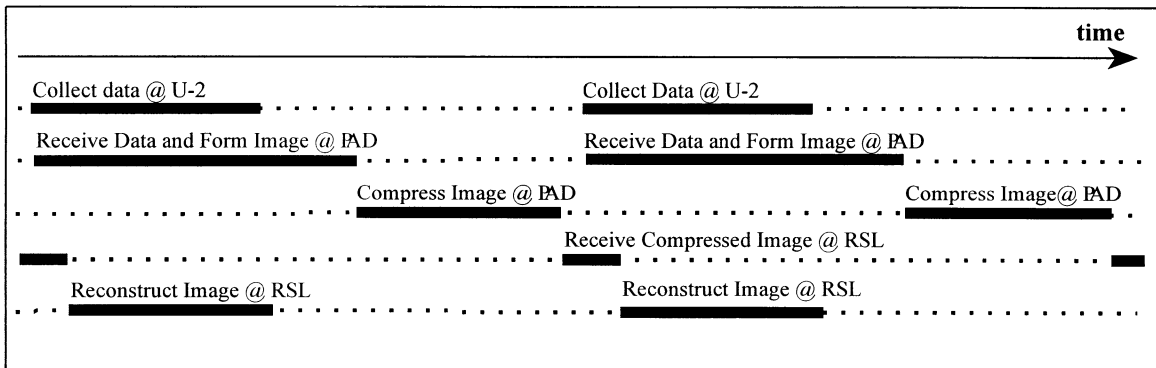 time
Collect data @ U-2 Collect Data @ U-2
Receive Data and Form Image @ PAD Receive Data and Form Image @ PAD
Compress Image @ PAD Compress Image@ PAD
Receive Compressed Image @ RSL
Reconstruct Image @ RSL Reconstruct Image @ RSL